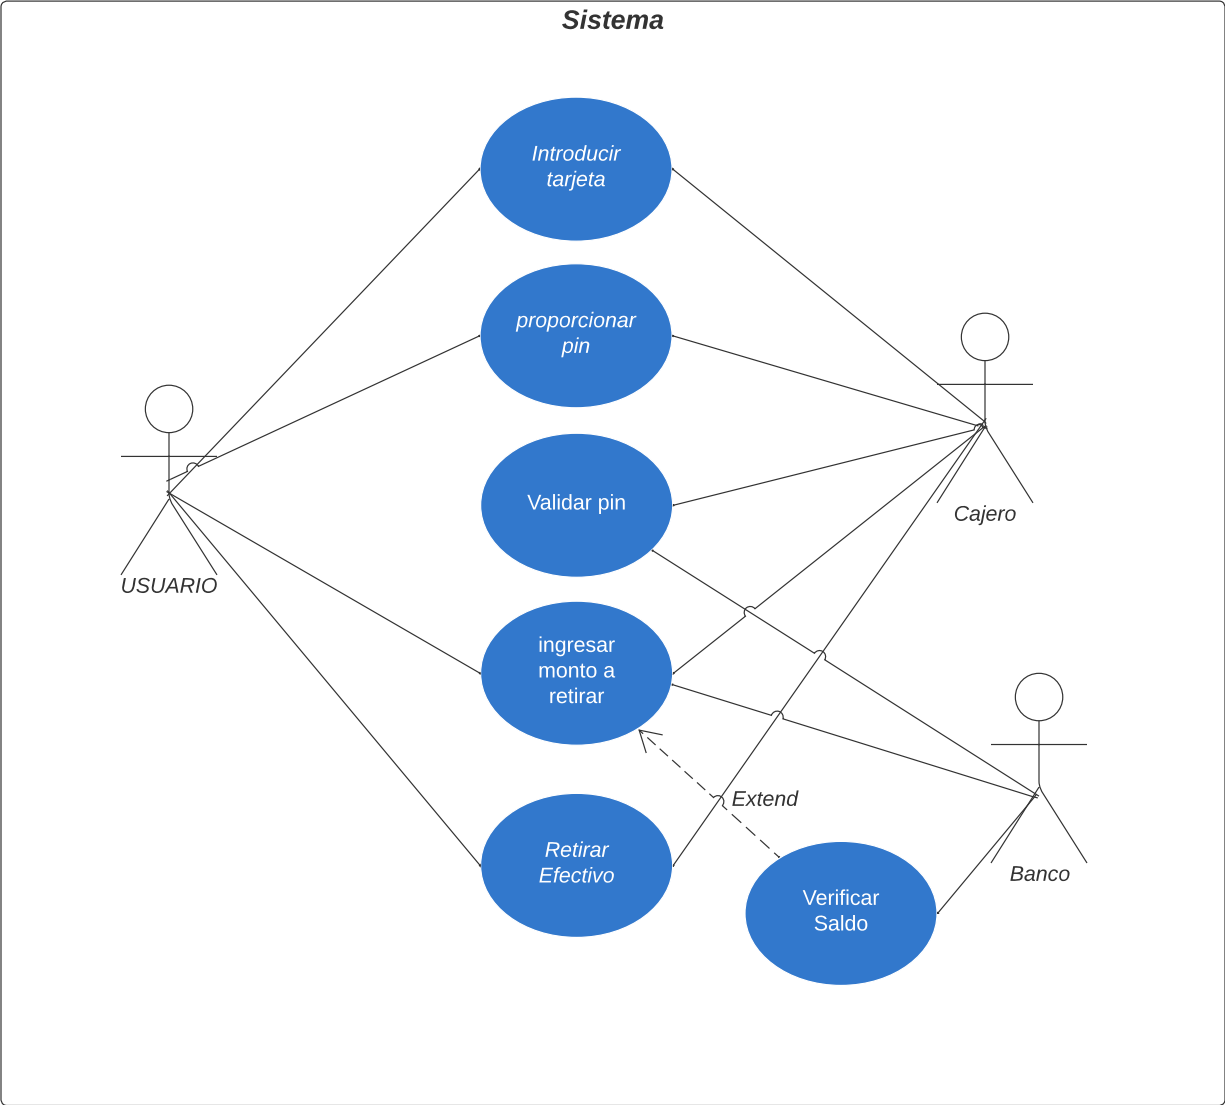 Sistema
Introducir
tarjeta
proporcionar
pin
Validar pin
Cajero
USUARIO
ingresar
monto a
retirar
Extend
Retirar
Efectivo
Banco
Verificar
Saldo